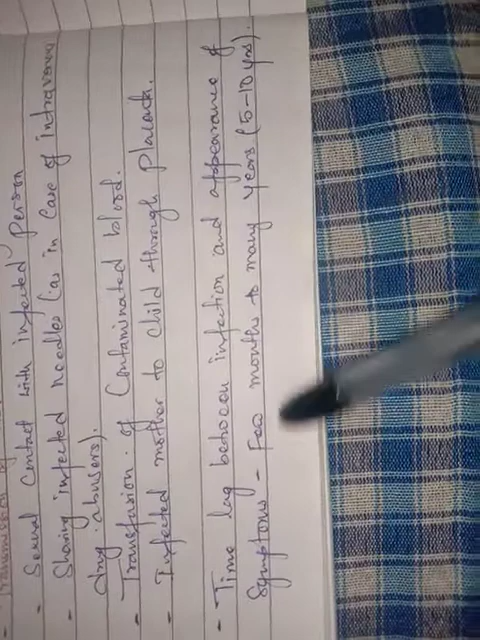 Transmission of
- Sexual Contact with infected Person
- Sharing infected needles (as in Case of intravenous
drug abusers).
- Transfusion of Contaminated blood.
- Infected mother to Child through placenta.
- Time lag between infection and appearance of
Symptoms - Few months to many years (5-10 yrs).